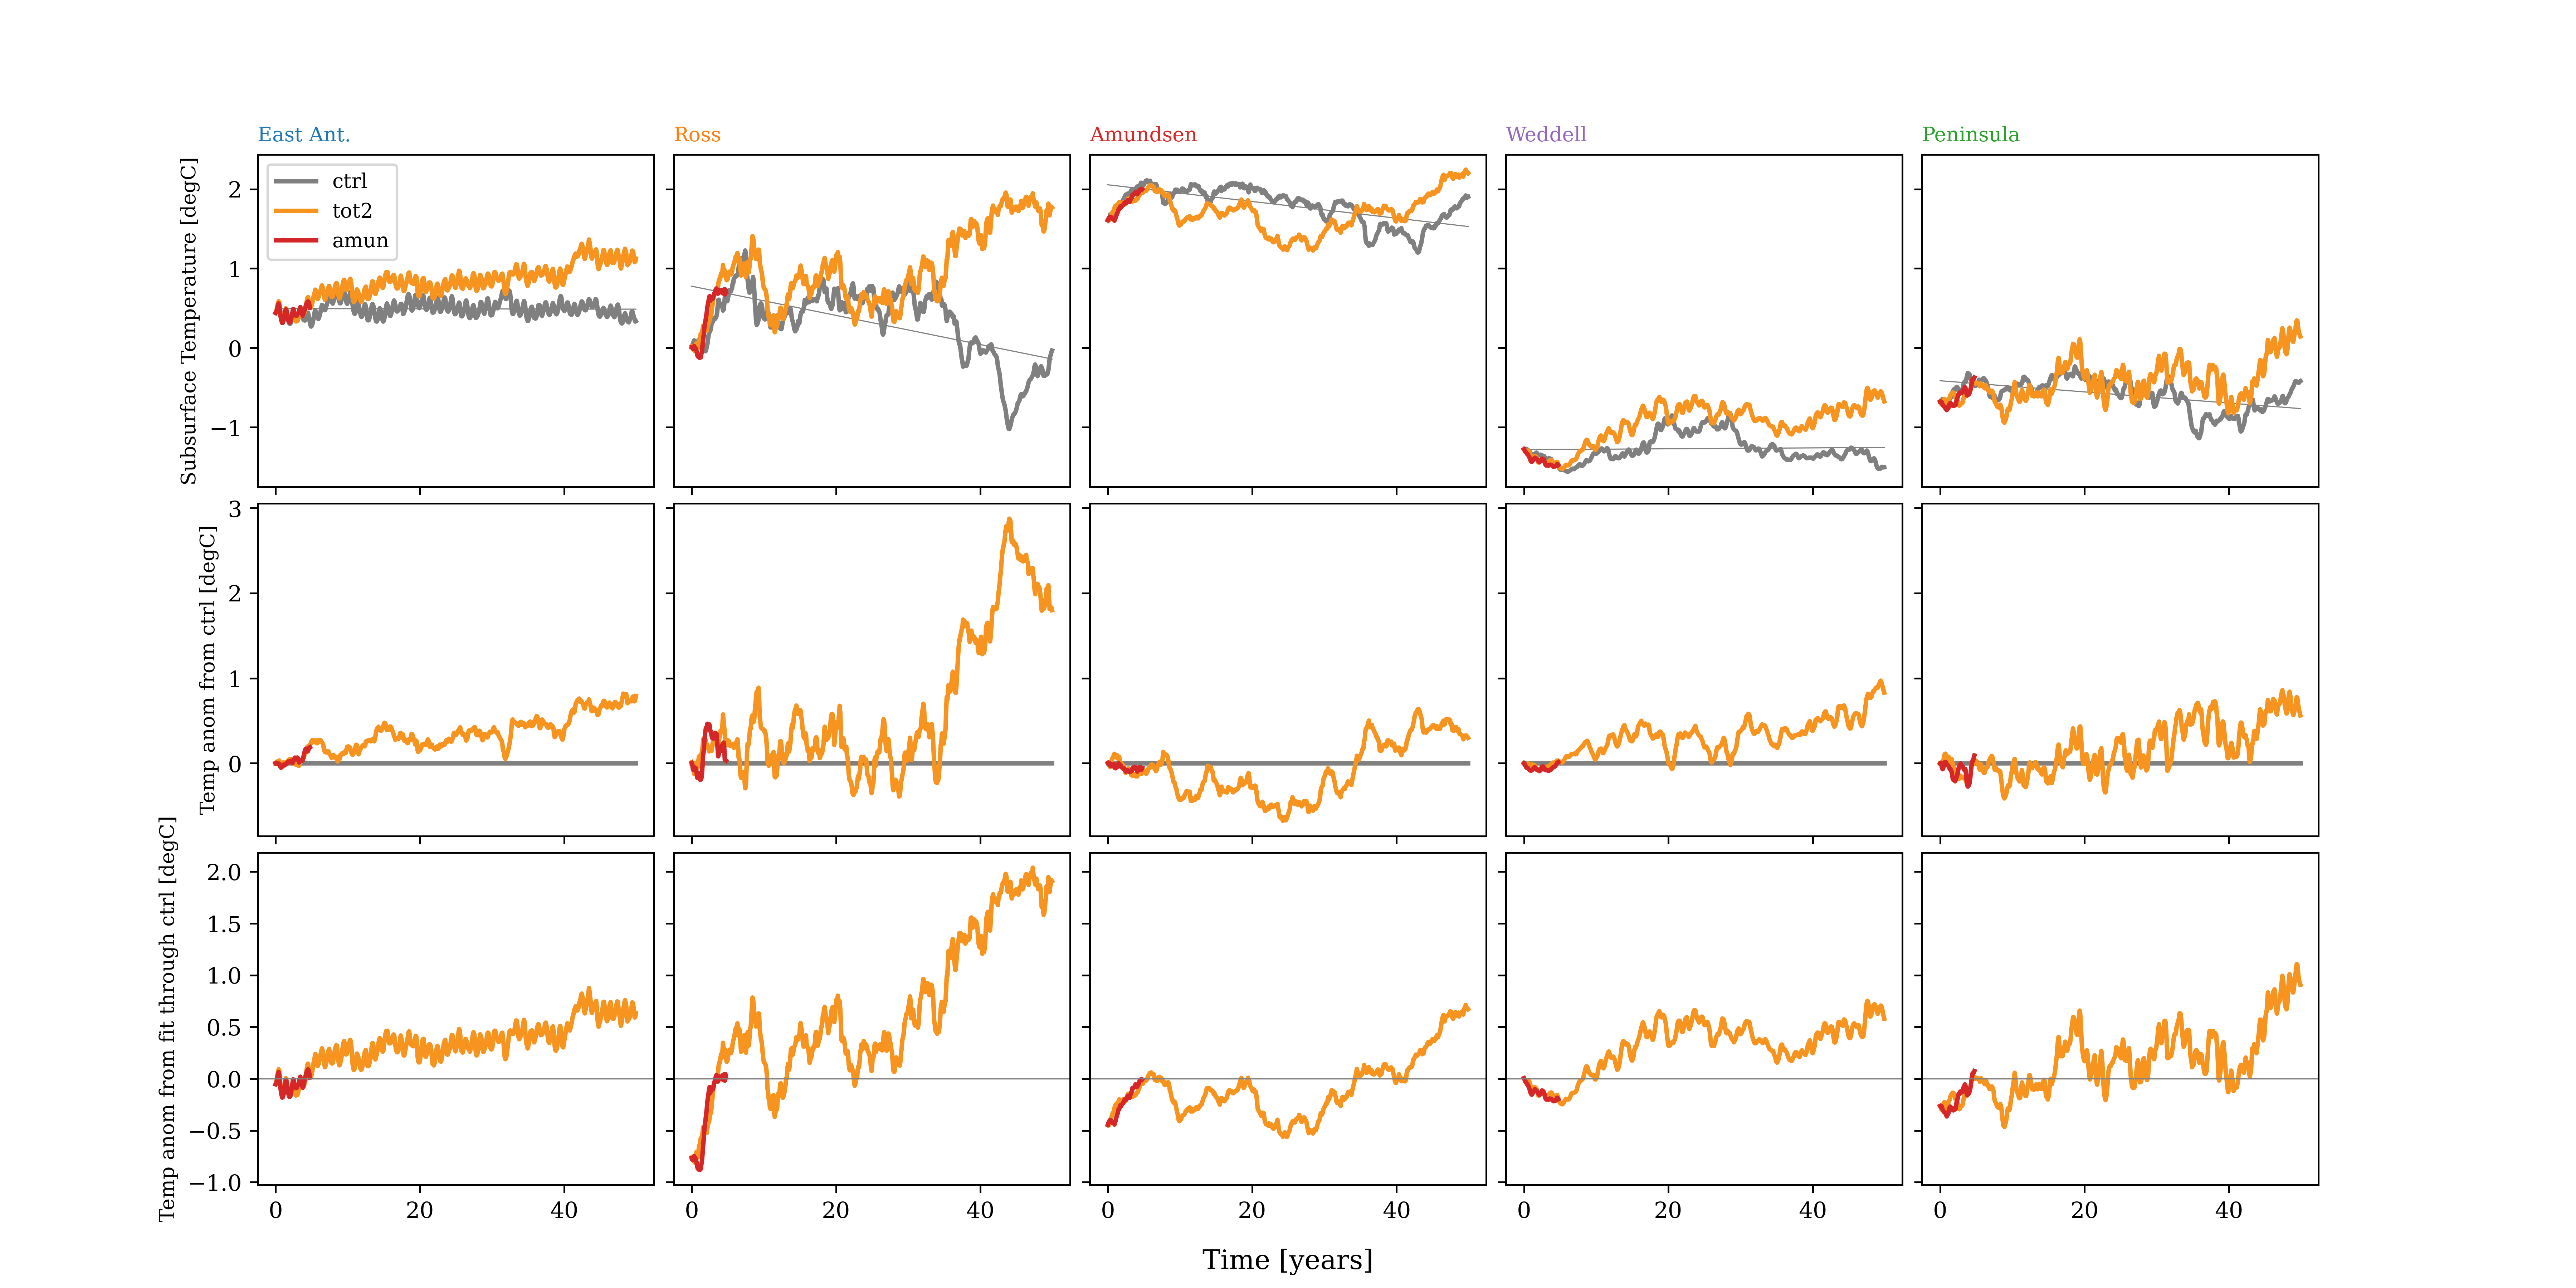 East Ant.
Ross
Amundsen
Weddell
Peninsula
Subsurface Temperature [degC]
2
1
0
−1
ctrl
tot2
amun
Temp anom from ctrl [degC]
3
2
1
0
Temp anom from fit through ctrl [degC]
2.0
1.5
1.0
0.5
0.0
−0.5
−1.0
0 20 40
0 20 40
0 20 40
0 20 40
0 20 40
Time [years]